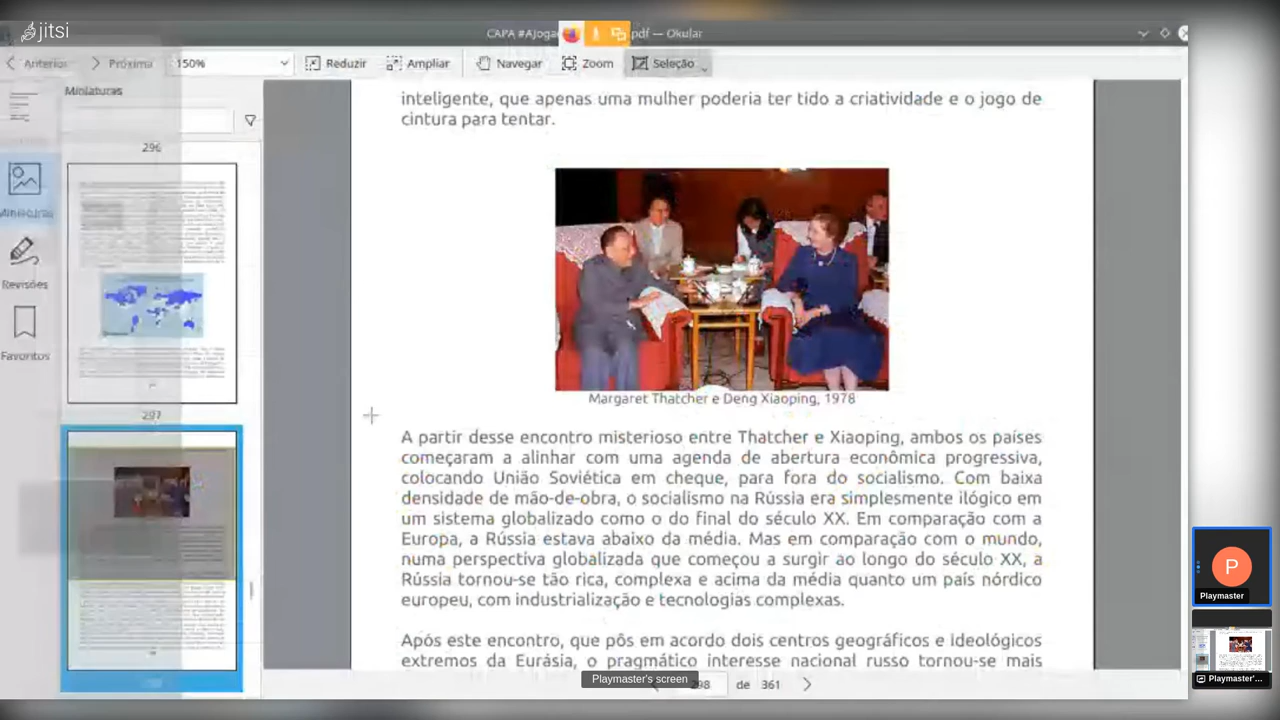 jitsi
CAPA #AJoga
pdf — Okular
Anterior
Próxima
150%
Reduzir
Ampliar
Navegar
Zoom
Seleção
Miniaturas
296
Miniaturas
Revisões
Favoritos
297
inteligente, que apenas uma mulher poderia ter tido a criatividade e o jogo de
cintura para tentar.
Margaret Thatcher e Deng Xiaoping, 1978
A partir desse encontro misterioso entre Thatcher e Xiaoping, ambos os países
começaram a alinhar com uma agenda de abertura econômica progressiva,
colocando União Soviética em cheque, para fora do socialismo. Com baixa
densidade de mão-de-obra, o socialismo na Rússia era simplesmente ilógico em
um sistema globalizado como o do final do século XX. Em comparação com a
Europa, a Rússia estava abaixo da média. Mas em comparação com o mundo,
numa perspectiva globalizada que começou a surgir ao longo do século XX, a
Rússia tornou-se tão rica, complexa e acima da média quanto um país nórdico
europeu, com industrialização e tecnologias complexas.
Após este encontro, que pôs em acordo dois centros geográficos e ideológicos
extremos da Eurásia, o pragmático interesse nacional russo tornou-se mais
Playmaster's screen
298 de 361
P
Playmaster
Playmaster'...